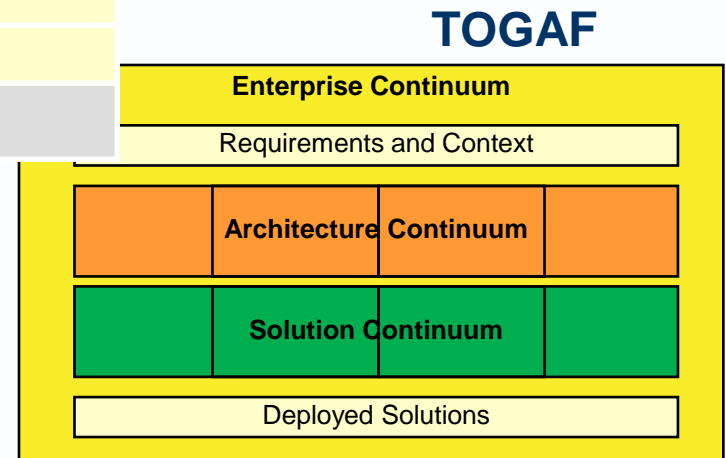 TOGAF
Enterprise Continuum
Requirements and Context
Architecture Continuum
Solution Continuum
Deployed Solutions